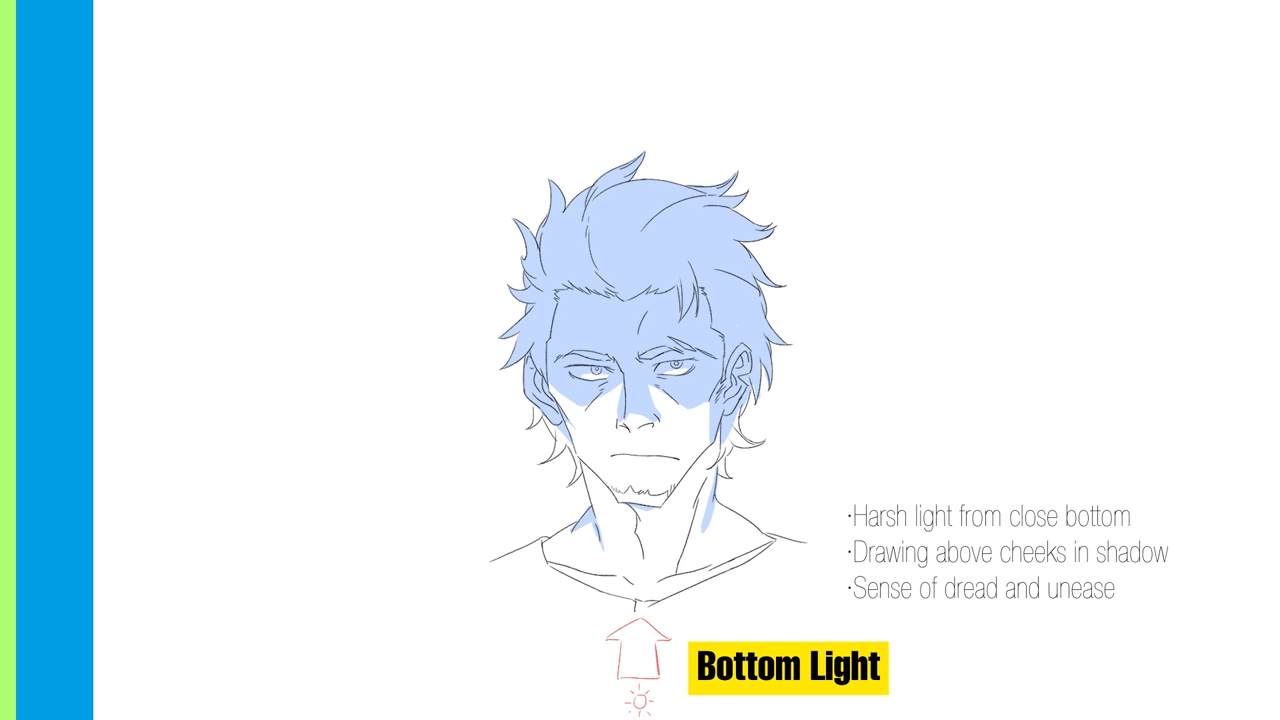 ·Harsh light from close bottom
·Drawing above cheeks in shadow
·Sense of dread and unease
Bottom Light